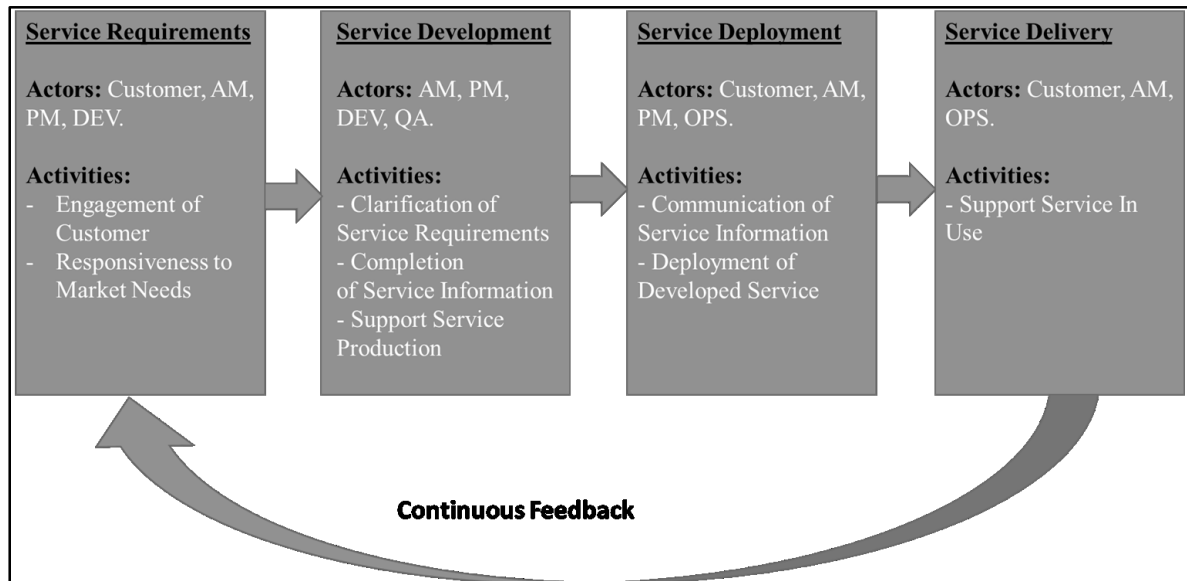 Service Requirements
Actors: Customer, AM,
PM, DEV.
Activities:
- Engagement of
Customer
- Responsiveness to
Market Needs
Service Development
Actors: AM, PM,
DEV, QA.
Activities:
- Clarification of
Service Requirements
- Completion
of Service Information
- Support Service
Production
Service Deployment
Actors: Customer, AM,
PM, OPS.
Activities:
- Communication of
Service Information
- Deployment of
Developed Service
Service Delivery
Actors: Customer, AM,
OPS.
Activities:
- Support Service In
Use
Continuous Feedback